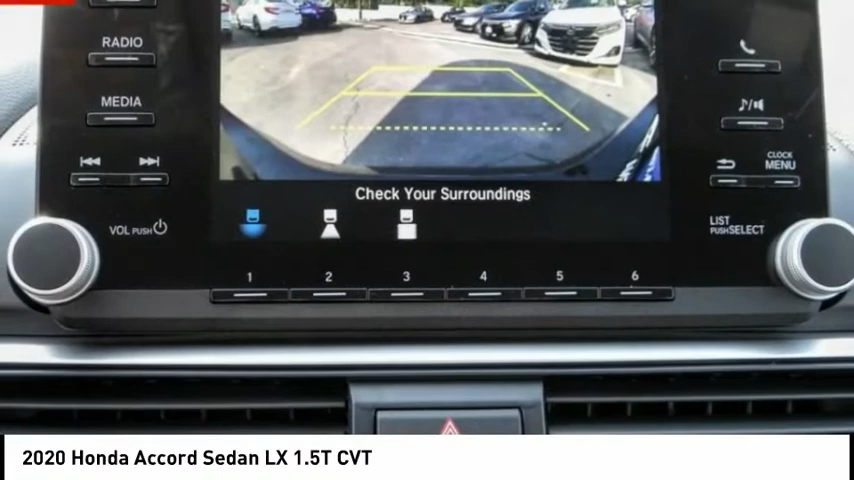 RADIO
MEDIA
VOL PUSH
Check Your Surroundings
CLOCK
MENU
LIST
PUSH SELECT
1 2 3 4 5 6
2020 Honda Accord Sedan LX 1.5T CVT